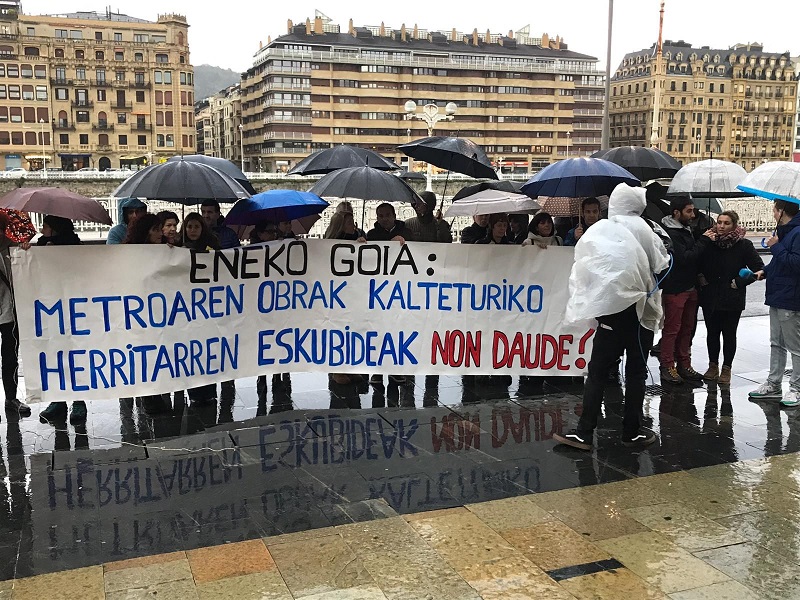 ENEKO GOIA:
METROAREN OBRAK KALTETURIKO
HERRITARREN ESKUBIDEAK NON DAUDE!